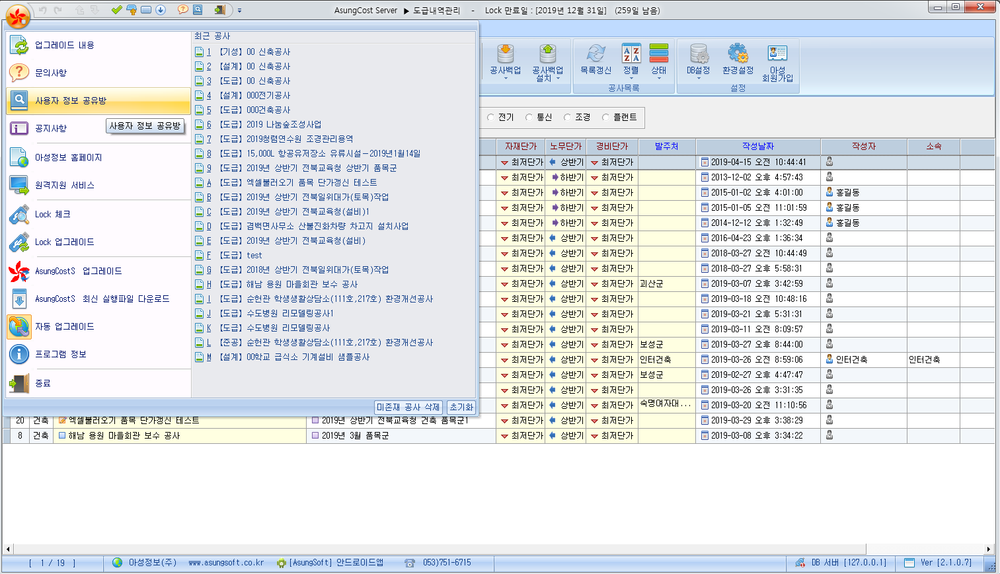 AsungCost Server ▶ 도급내역관리 - Lock 만료일 : [2019년 12월 31일] (259일 남음)
업그레이드 내용
문의사항
사용자 정보 공유방
공지사항
사용자 정보 공유방
아성정보 홈페이지
원격지원 서비스
Lock 체크
Lock 업그레이드
AsungCostS 업그레이드
AsungCostS 최신 실행파일 다운로드
자동 업그레이드
프로그램 정보
종료
최근 공사
1 【기성】00 신축공사
2 【설계】00 신축공사
3 【도급】00 신축공사
4 【설계】000전기공사
5 【도급】000건축공사
6 【도급】2019 나눔숲조성사업
7 【도급】2019청렴연수원 조경관리용역
8 【도급】15,000L 항공유저장소 유류시설-2019년1월14일
9 【도급】2019년 상반기 전북교육청 상반기 품목군
A 【도급】엑셀불러오기 품목 단가갱신 테스트
B 【도급】2019년 상반기 전북일위대가(토목)작업
C 【도급】2019년 상반기 전북교육청(설비)1
D 【도급】겸백면사무소 산불진화차량 차고지 설치사업
E 【도급】2019년 상반기 전북교육청(설비)
F 【도급】test
G 【도급】2018년 상반기 전북일위대가(토목)작업
H 【도급】해남 용원 마을회관 보수 공사
I 【도급】순헌관 학생생활상담소(111호,217호) 환경개선공사
J 【도급】수도병원 리모델링공사1
K 【도급】수도병원 리모델링공사
L 【준공】순헌관 학생생활상담소(111호,217호) 환경개선공사
M 【설계】00학교 급식소 기계설비 샘플공사
미존재 공사 삭제 초기화
공사백업 공사백업 설치 목록갱신 정렬 상태 DB설정 환경설정 아성 회원가입
공사목록 설정
전기 통신 조경 플랜트
자재단가 노무단가 경비단가 발주처 작성날짜 작성자 소속
최저단가 상반기 최저단가 2019-04-15 오전 10:44:41
최저단가 하반기 최저단가 2013-12-02 오후 4:57:43
최저단가 하반기 최저단가 2015-01-02 오후 4:01:00 홍길동
최저단가 하반기 최저단가 2015-01-05 오전 11:01:59 홍길동
최저단가 하반기 최저단가 2014-12-12 오후 1:32:49 홍길동
최저단가 상반기 최저단가 2016-04-23 오후 1:36:34
최저단가 상반기 최저단가 2018-03-27 오전 10:44:49
최저단가 상반기 최저단가 2018-03-27 오후 5:58:31
최저단가 상반기 최저단가 괴산군 2019-03-07 오후 3:42:59
최저단가 상반기 최저단가 2019-03-18 오전 10:48:16
최저단가 상반기 최저단가 2019-03-21 오후 5:31:31
최저단가 상반기 최저단가 2019-03-11 오전 8:09:57
최저단가 상반기 최저단가 보성군 2019-03-27 오후 8:44:00
최저단가 상반기 최저단가 인터건축 2019-03-26 오전 8:59:06 인터건축 인터건축
최저단가 상반기 최저단가 보성군 2019-02-27 오후 4:47:47
최저단가 상반기 최저단가 2019-03-26 오후 3:31:35
최저단가 상반기 최저단가 숙명여자대... 2019-03-20 오전 11:10:56
20 건축 엑셀불러오기 품목 단가갱신 테스트 2019년 상반기 전북교육청 건축 품목군1 최저단가 상반기 최저단가 2019-03-29 오후 3:38:29
8 건축 해남 용원 마을회관 보수 공사 2019년 3월 품목군 최저단가 상반기 최저단가 2019-03-08 오후 3:34:22
[ 1 / 19 ] 아성정보(주) www.asungsoft.co.kr [AsungSoft] 안드로이드앱 053)751-6715 DB 서버 [127.0.0.1] Ver [2.1.0.7]